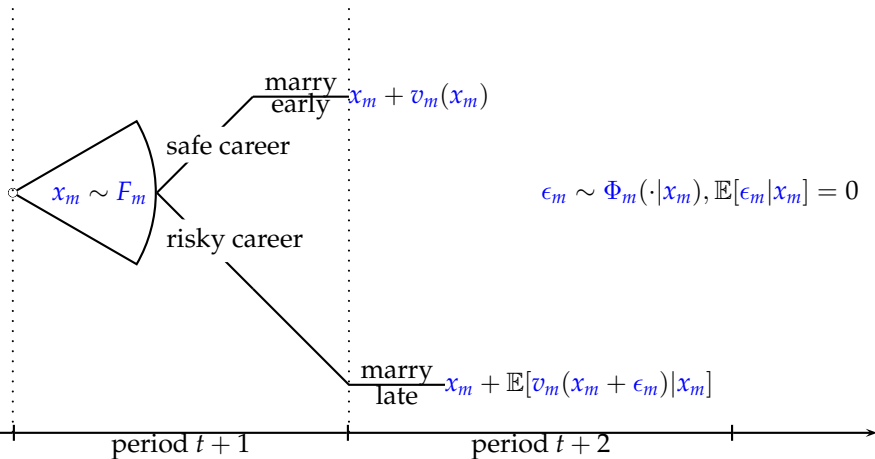 marry
early
x_m + v_m(x_m)
safe career
x_m ∼ F_m
ϵ_m ∼ Φ_m(·|x_m), 𝔼[ϵ_m|x_m] = 0
risky career
marry
late
x_m + 𝔼[v_m(x_m + ϵ_m)|x_m]
period t + 1
period t + 2